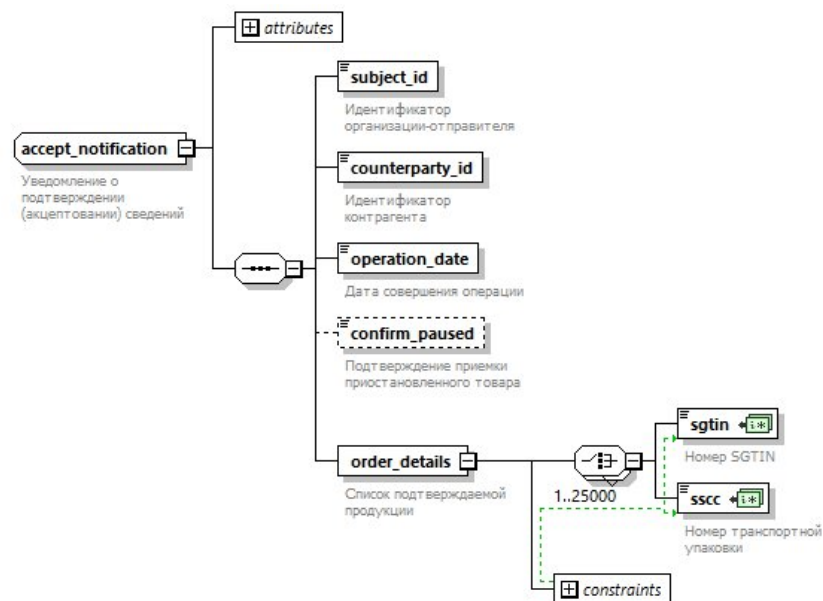 attributes
subject_id
Идентификатор
организации-отправителя
accept_notification
Уведомление о
подтверждении
(акцептовании) сведений
counterparty_id
Идентификатор
контрагента
operation_date
Дата совершения операции
confirm_paused
Подтверждение приемки
приостановленного товара
order_details
Список подтверждаемой
продукции
1..25000
sgtin
Номер SGTIN
sscc
Номер транспортной
упаковки
constraints